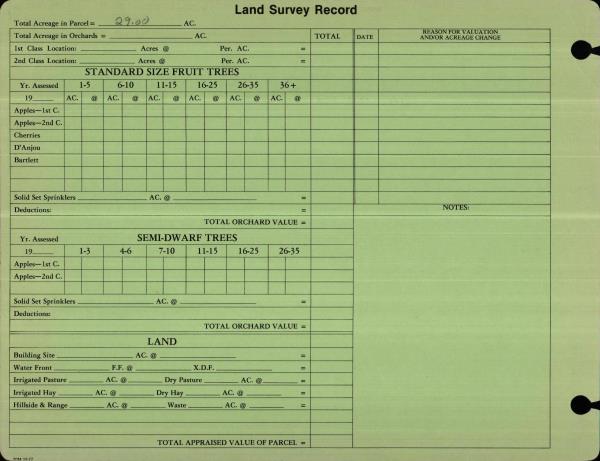 Land Survey Record
Total Acreage in Parcel = 29.00 AC.
Total Acreage in Orchards = AC. TOTAL DATE REASON FOR VALUATION AND/OR ACREAGE CHANGE
1st Class Location: Acres @ Per. AC. =
2nd Class Location: Acres @ Per. AC. =
STANDARD SIZE FRUIT TREES
Yr. Assessed 1-5 6-10 11-15 16-25 26-35 36+
19 AC. @ AC. @ AC. @ AC. @ AC. @ AC. @
Apples—1st C.
Apples—2nd C.
Cherries
D'Anjou
Bartlett
Solid Set Sprinklers AC. @ =
Deductions: =
NOTES:
TOTAL ORCHARD VALUE =
Yr. Assessed SEMI-DWARF TREES
19 1-3 4-6 7-10 11-15 16-25 26-35
Apples—1st C.
Apples—2nd C.
Solid Set Sprinklers AC. @ =
Deductions:
TOTAL ORCHARD VALUE =
LAND
Building Site AC. @ =
Water Front F.F. @ X.D.F. =
Irrigated Pasture AC. @ Dry Pasture AC. @ =
Irrigated Hay AC. @ Dry Hay AC. @ =
Hillside & Range AC. @ Waste AC. @ =
TOTAL APPRAISED VALUE OF PARCEL =